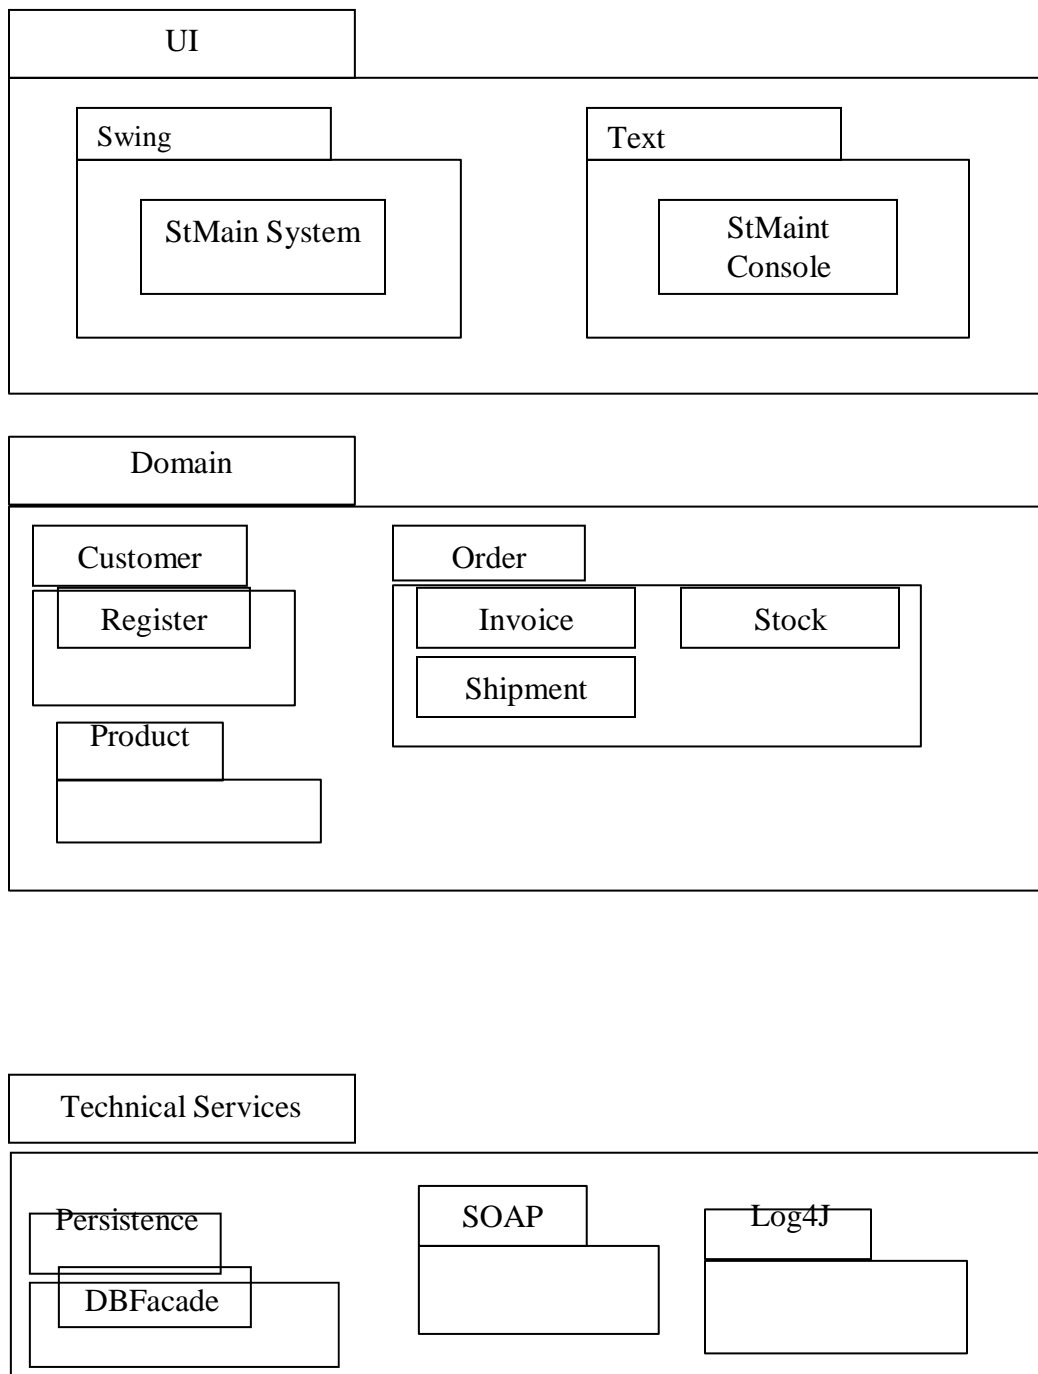 UI
Swing
Text
StMain System
StMaint
Console
Domain
Customer
Order
Register
Invoice
Stock
Shipment
Product
Technical Services
Persistence
SOAP
Log4J
DBFacade